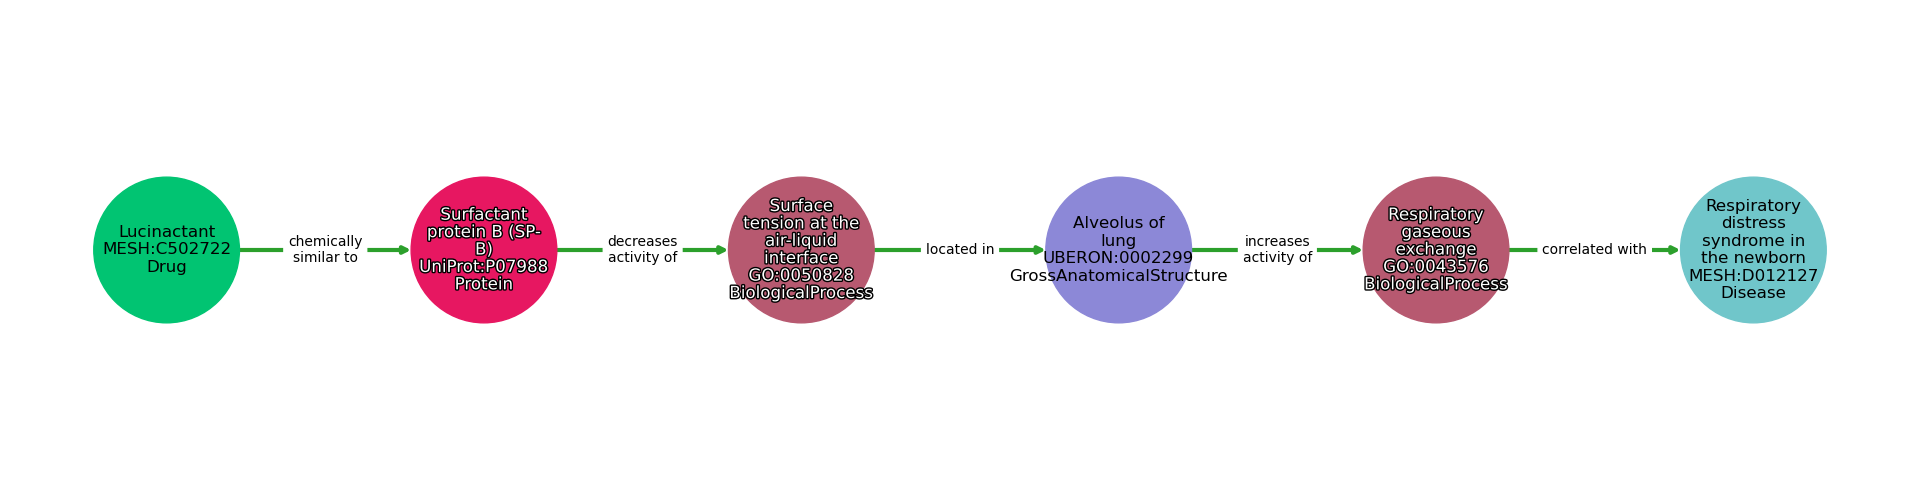 Lucinactant
MESH:C502722
Drug
chemically
similar to
Surfactant
protein B (SP-
B)
UniProt:P07988
Protein
decreases
activity of
Surface
tension at the
air-liquid
interface
GO:0050828
BiologicalProcess
located in
Alveolus of
lung
UBERON:0002299
GrossAnatomicalStructure
increases
activity of
Respiratory
gaseous
exchange
GO:0043576
BiologicalProcess
correlated with
Respiratory
distress
syndrome in
the newborn
MESH:D012127
Disease